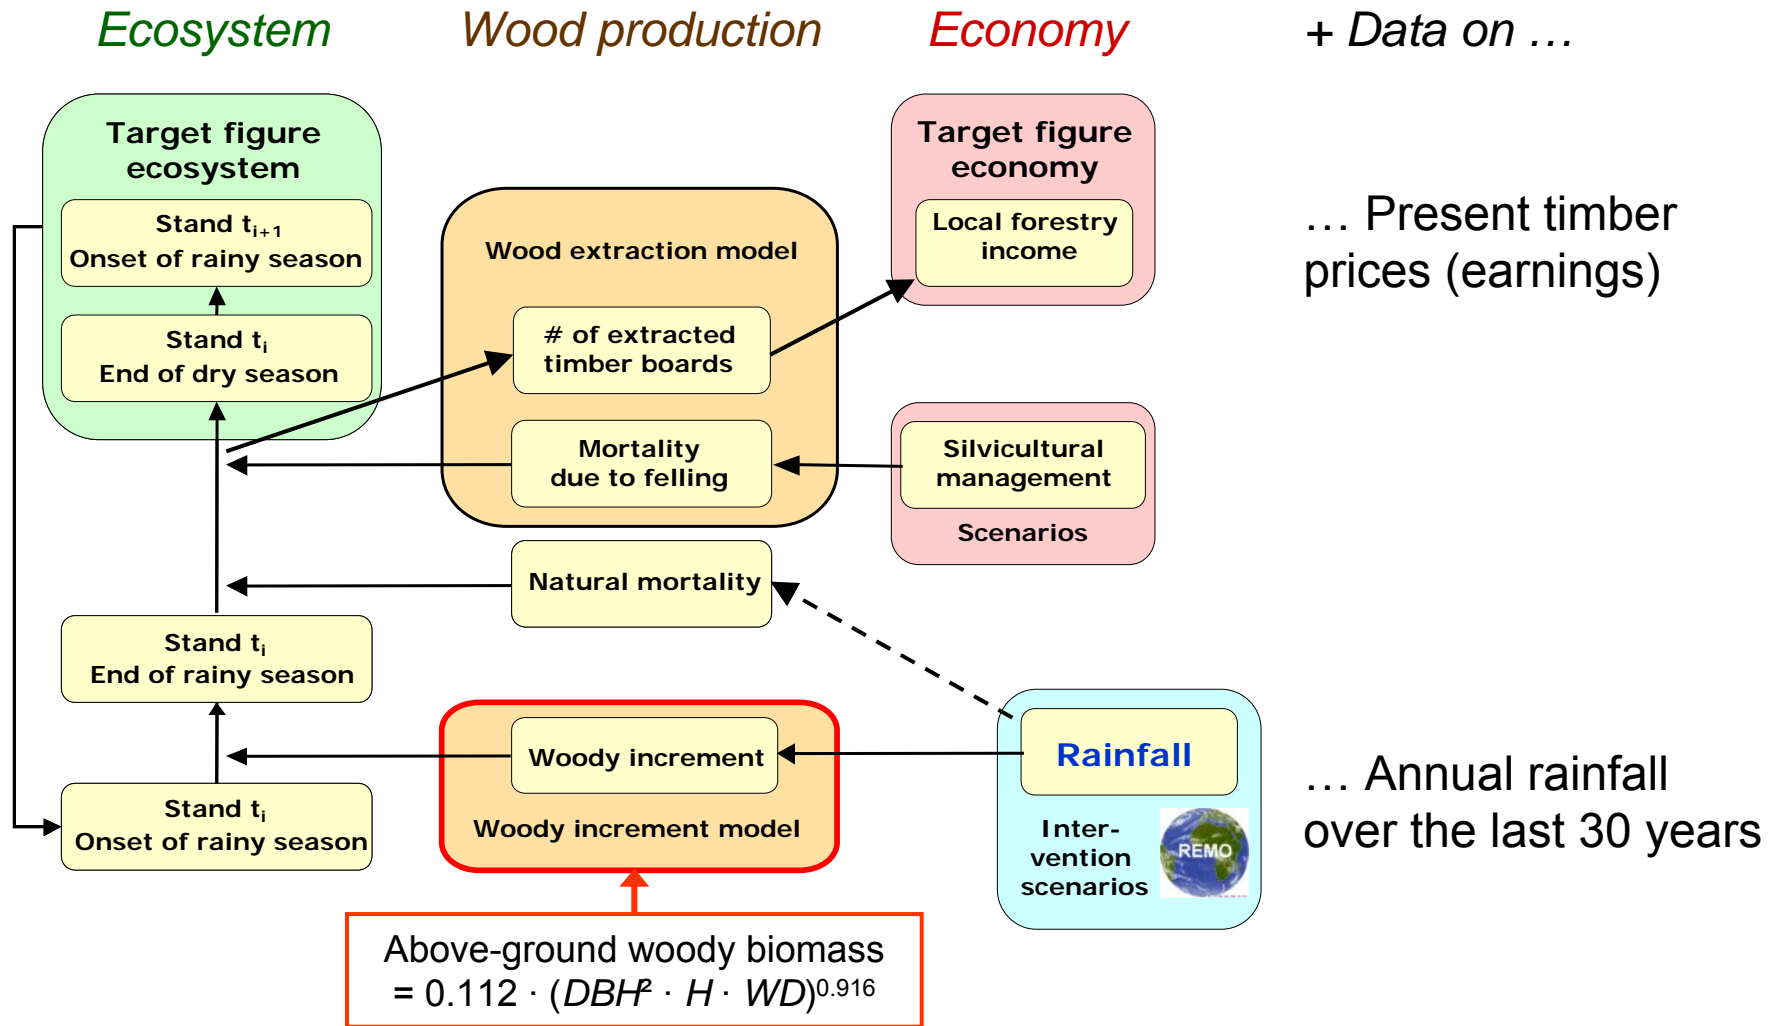 Ecosystem
Wood production
Economy
+ Data on …
Target figure
ecosystem
Stand tᵢ₊₁
Onset of rainy season
Stand tᵢ
End of dry season
Wood extraction model
# of extracted
timber boards
Mortality
due to felling
Target figure
economy
Local forestry
income
… Present timber
prices (earnings)
Silvicultural
management
Scenarios
Natural mortality
Stand tᵢ
End of rainy season
Stand tᵢ
Onset of rainy season
Woody increment
Woody increment model
Rainfall
Inter-
vention
scenarios
REMO
… Annual rainfall
over the last 30 years
Above-ground woody biomass
= 0.112 · (DBH² · H · WD)^0.916